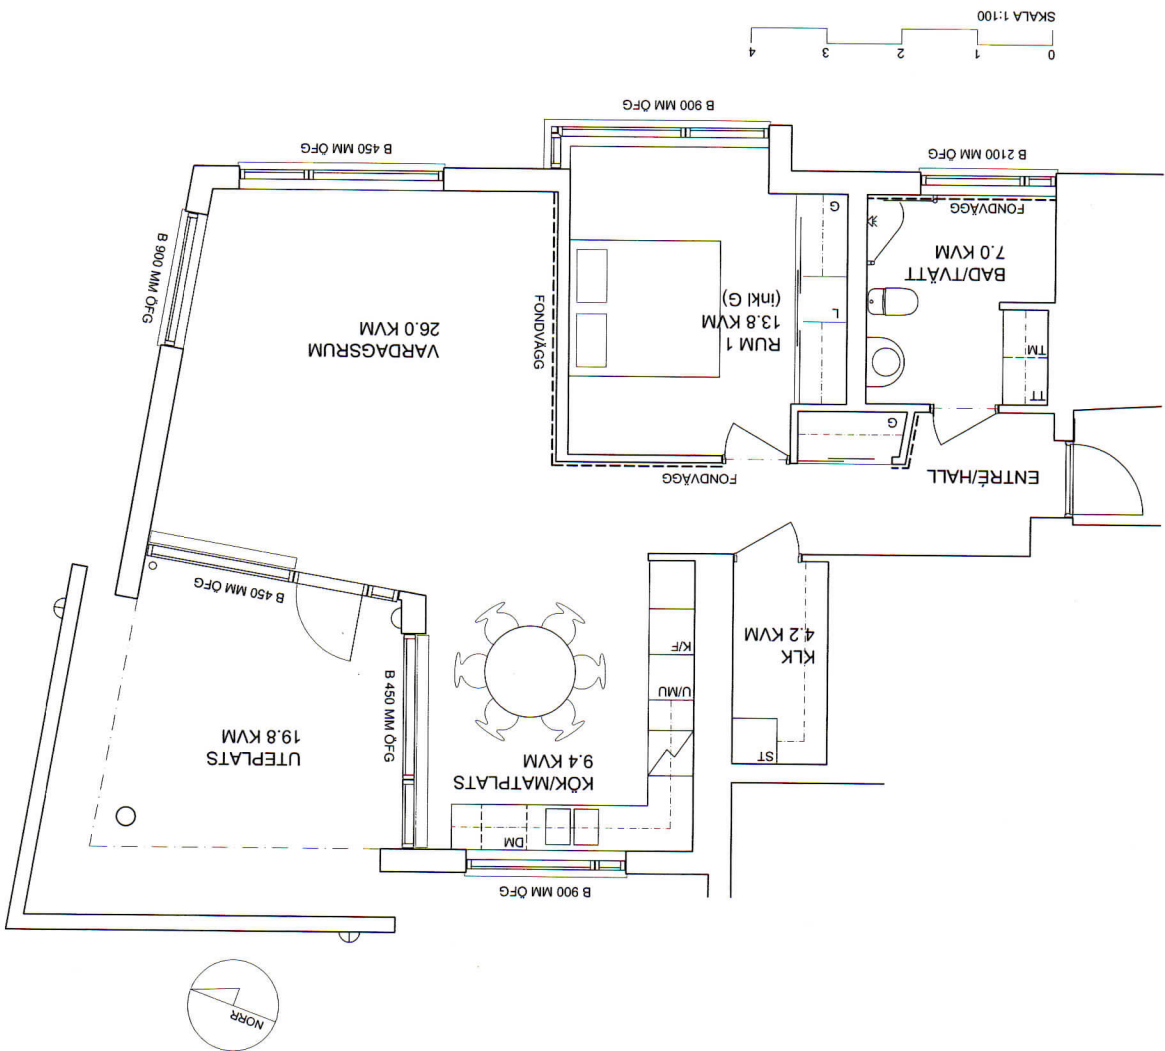 NORR
B 900 MM ÖFG
DM
KÖK/MATPLATS
9.4 KVM
ST
UTEPLATS
19.8 KVM
B 450 MM ÖFG
U/MU
K/F
KLK
4.2 KVM
B 450 MM ÖFG
ENTRÉ/HALL
FONDVÄGG
G
TT
TM
RUM 1
13.8 KVM
(inkl G)
L
VARDAGSRUM
26.0 KVM
FONDVÄGG
BAD/TVÄTT
7.0 KVM
B 900 MM ÖFG
G
FONDVÄGG
B 2100 MM ÖFG
B 450 MM ÖFG
B 900 MM ÖFG
0 1 2 3 4
SKALA 1:100